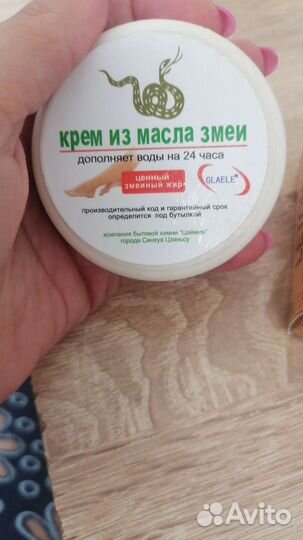 крем из масла змеи
дополняет воды на 24 часа
ценный
змеиный жир
GLAELE®
производительный код и гарантийный срок
определится под бутылкой
компания бытовой химии "Цаймин"
города Синхуа Цзянсу
Avito